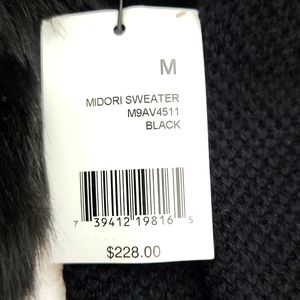 M
MIDORI SWEATER
M9AV4511
BLACK
7 39412 19816 5
$228.00